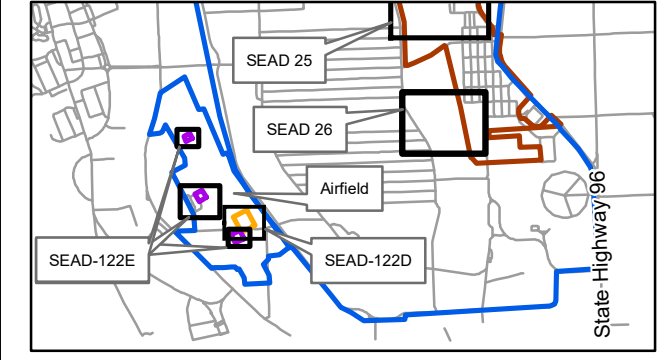 SEAD 25
SEAD 26
Airfield
SEAD-122E
SEAD-122D
State Highway 96